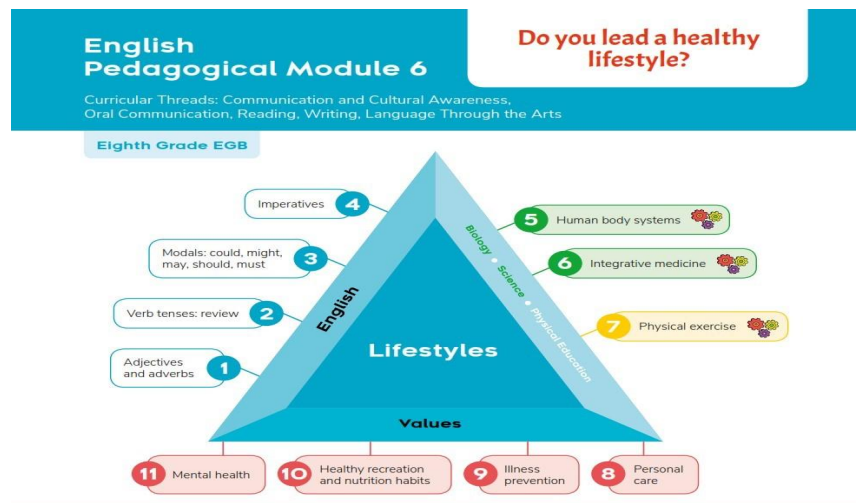 English
Pedagogical Module 6
Do you lead a healthy
lifestyle?
Curricular Threads: Communication and Cultural Awareness,
Oral Communication, Reading, Writing, Language Through the Arts
Eighth Grade EGB
Imperatives 4
Modals: could, might,
may, should, must 3
Verb tenses: review 2
Adjectives
and adverbs 1
English
Biology • Science • Physical Education
5 Human body systems
6 Integrative medicine
7 Physical exercise
Lifestyles
Values
11 Mental health
10 Healthy recreation
and nutrition habits
9 Illness
prevention
8 Personal
care